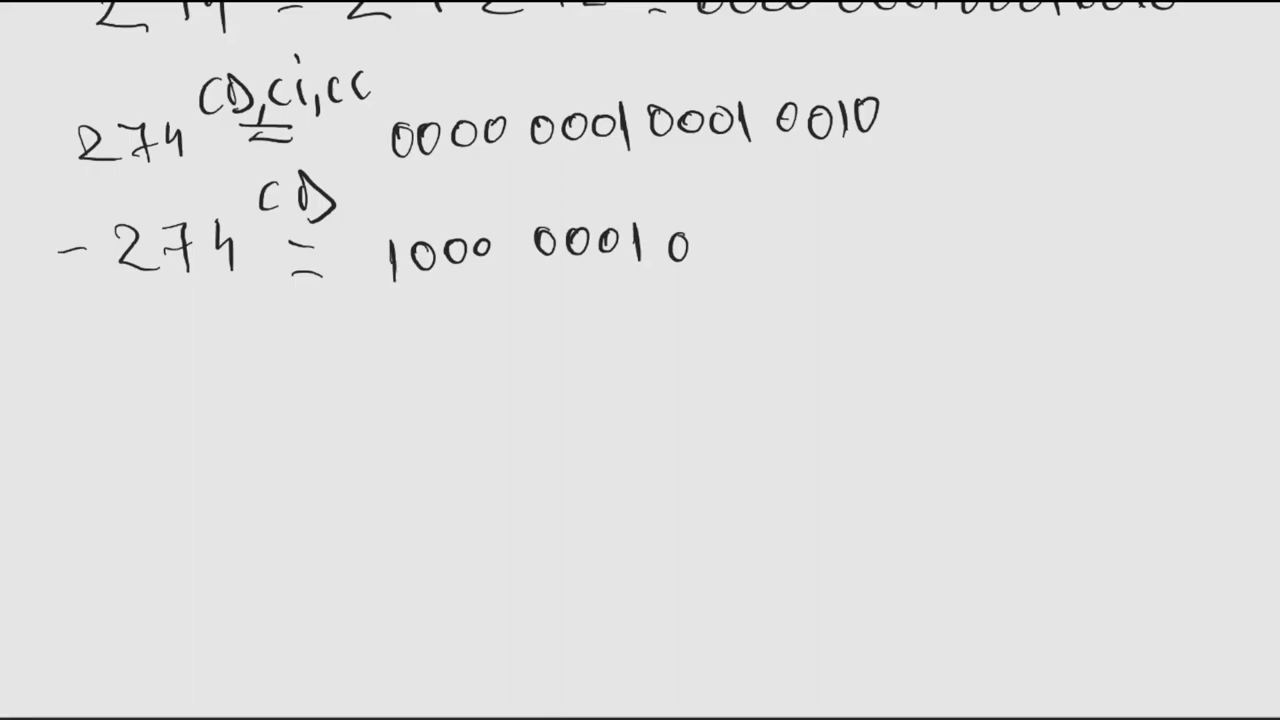 274 CD,Ci,CC = 0000 0001 0001 0010
-274 CD = 1000 0001 0